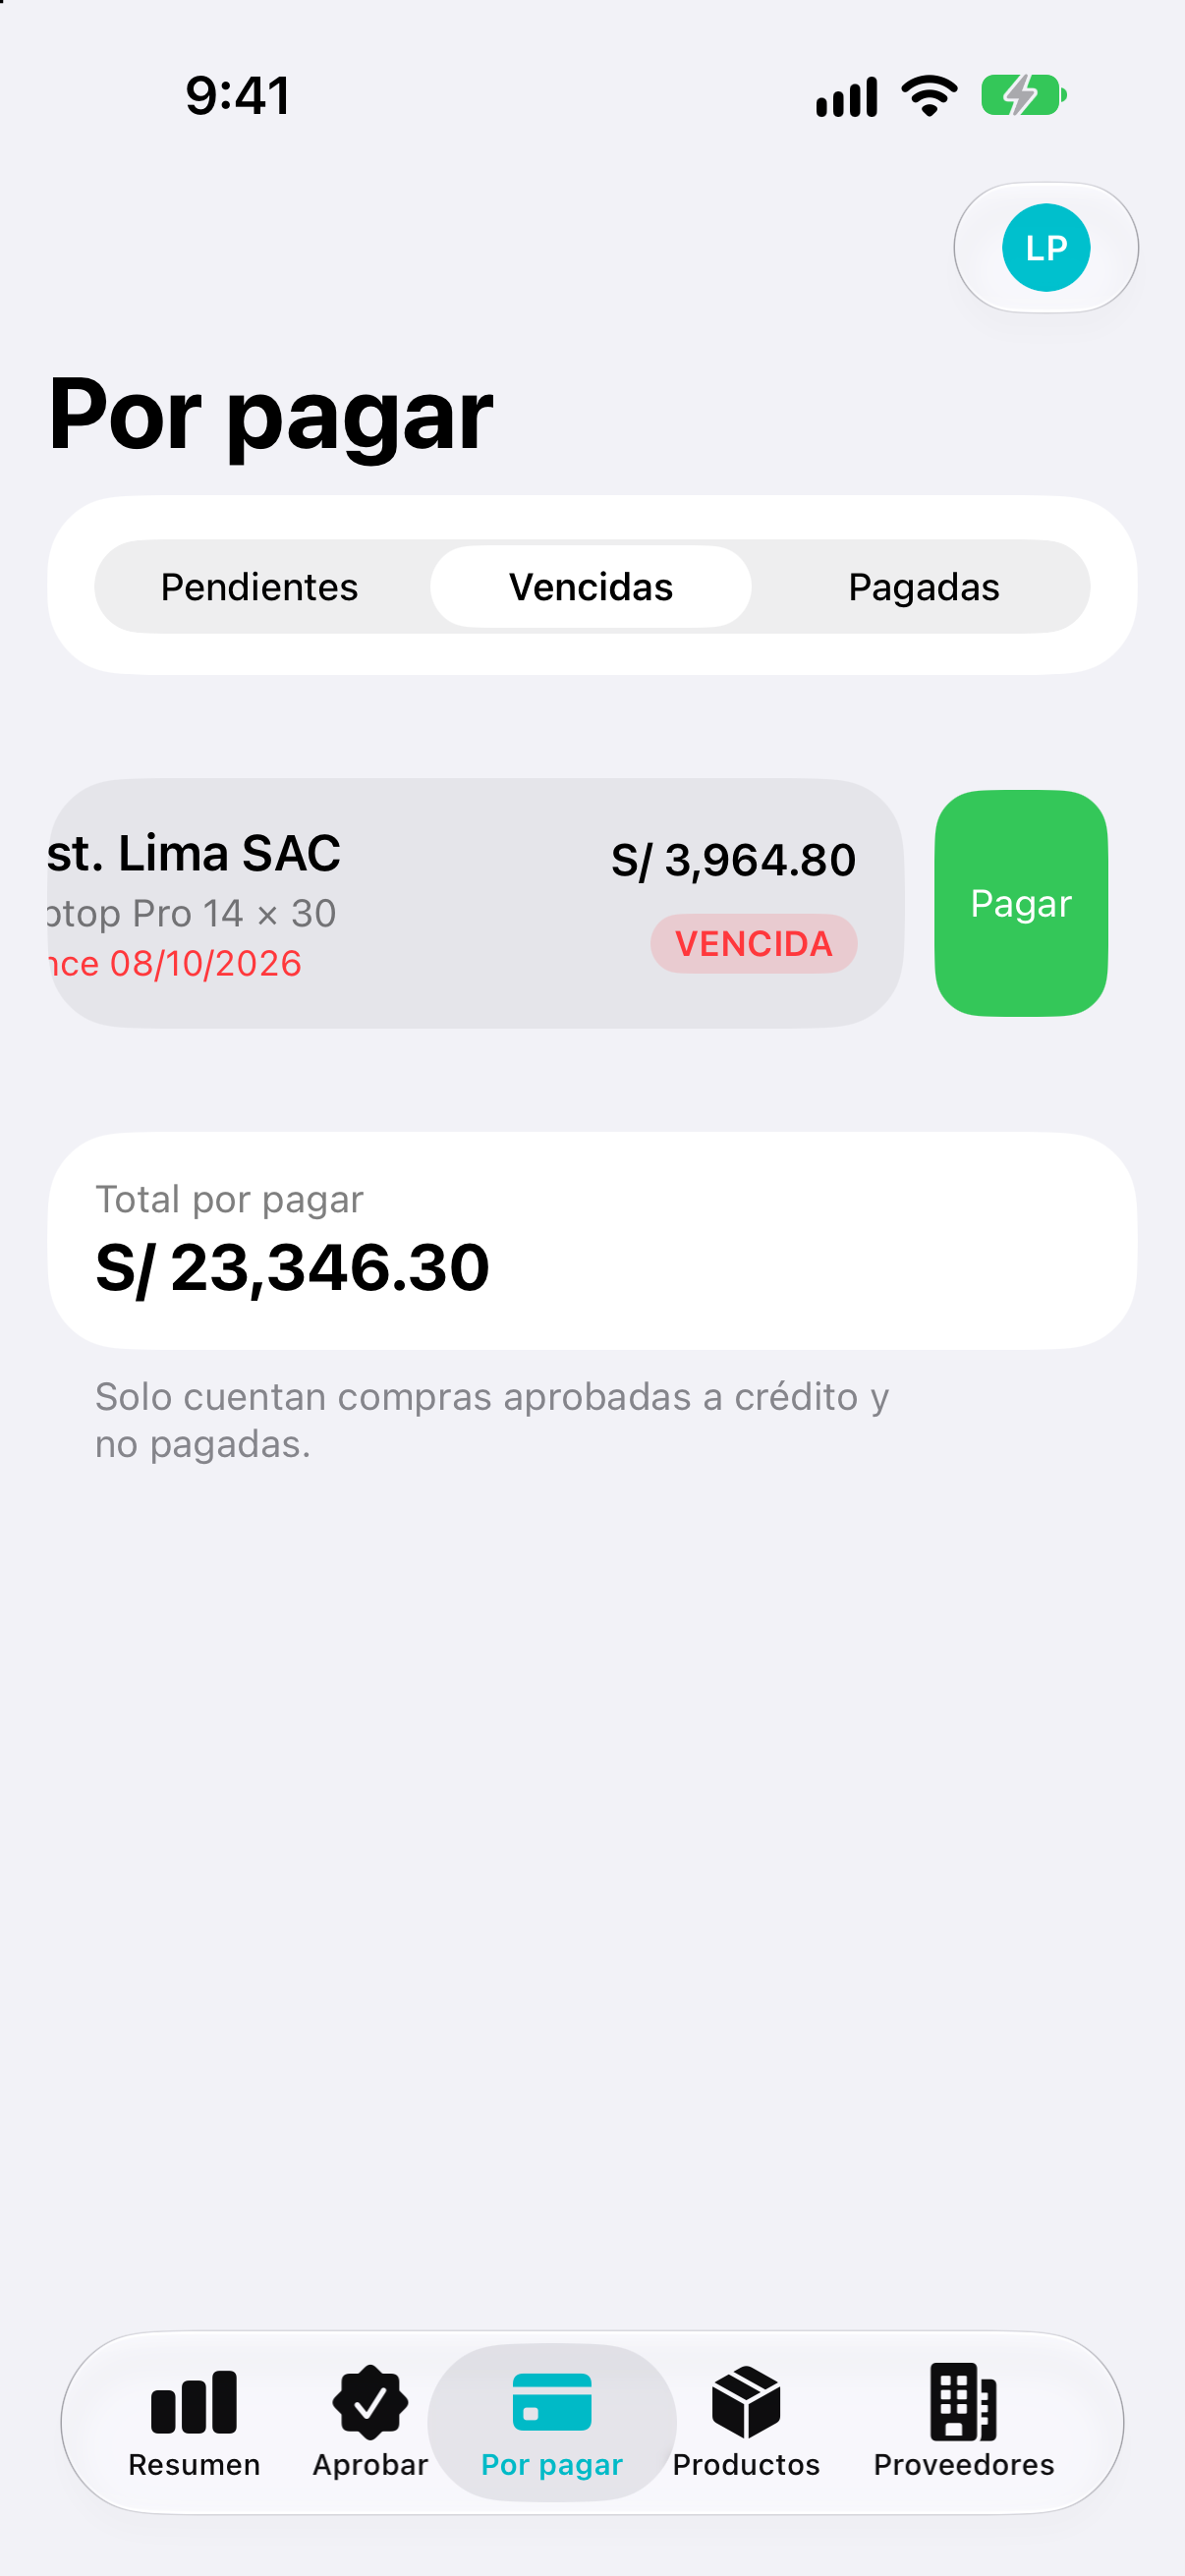 9:41
LP
Por pagar
Pendientes
Vencidas
Pagadas
st. Lima SAC
S/ 3,964.80
ptop Pro 14 × 30
VENCIDA
nce 08/10/2026
Pagar
Total por pagar
S/ 23,346.30
Solo cuentan compras aprobadas a crédito y
no pagadas.
Resumen
Aprobar
Por pagar
Productos
Proveedores